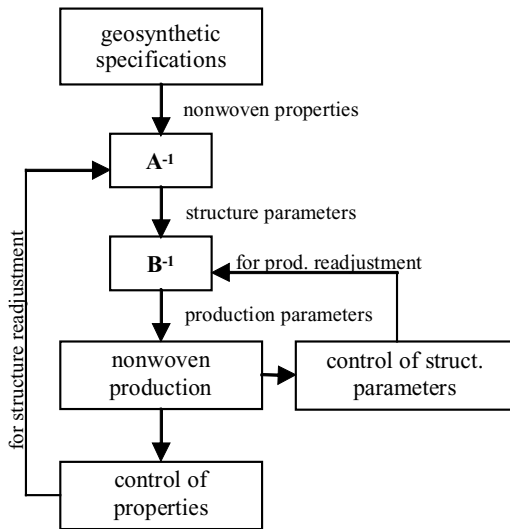 geosynthetic
specifications
nonwoven properties
A-1
structure parameters
B-1
for prod. readjustment
production parameters
nonwoven
production
control of struct.
parameters
for structure readjustment
control of
properties